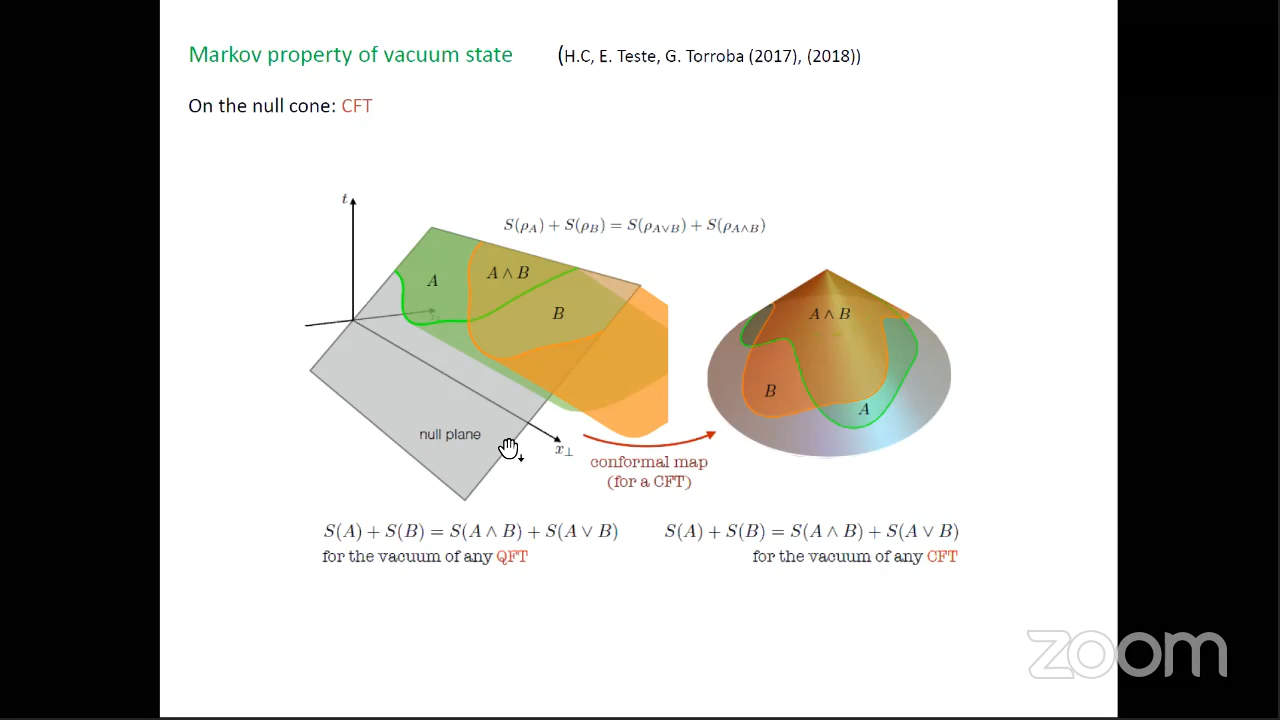 Markov property of vacuum state (H.C, E. Teste, G. Torroba (2017), (2018))
On the null cone: CFT
t
S(ρ_A) + S(ρ_B) = S(ρ_{A∨B}) + S(ρ_{A∧B})
A
A ∧ B
B
A ∧ B
B
A
null plane
x_⊥
conformal map
(for a CFT)
S(A) + S(B) = S(A ∧ B) + S(A ∨ B)
for the vacuum of any QFT
S(A) + S(B) = S(A ∧ B) + S(A ∨ B)
for the vacuum of any CFT
zoom